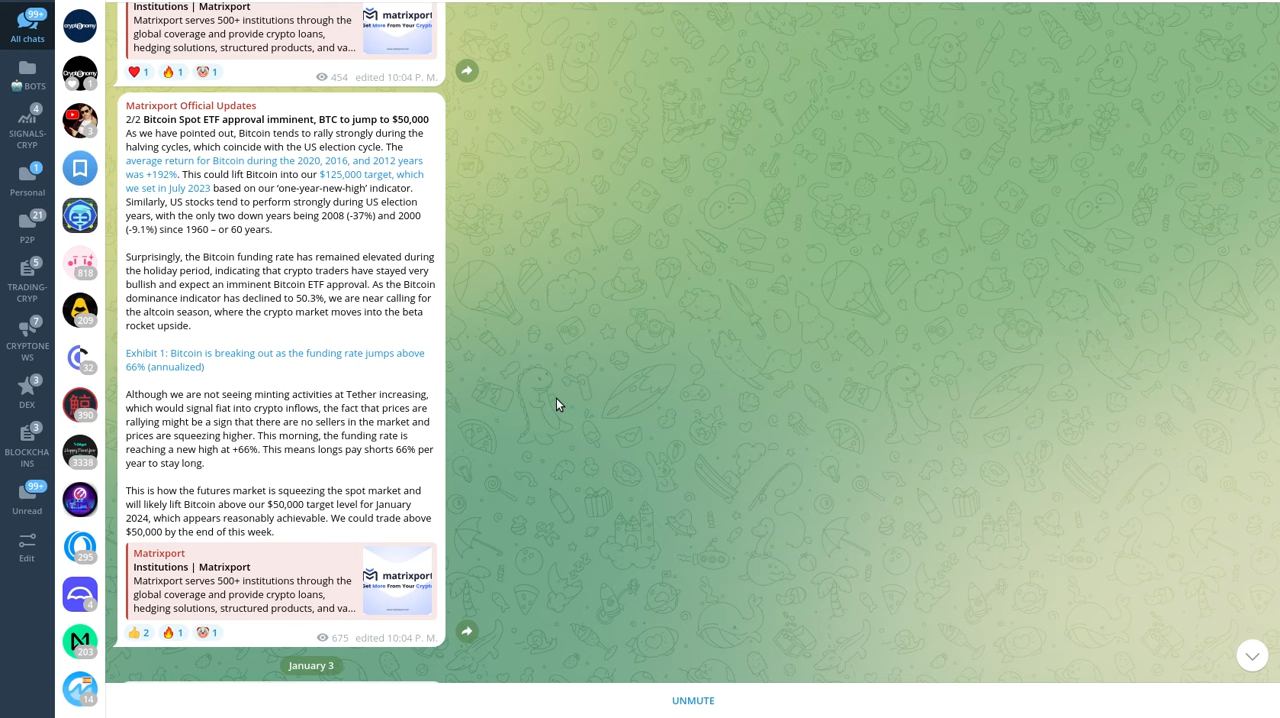 99+
All chats
BOTS
4
SIGNALS-
CRYP
1
Personal
21
P2P
5
TRADING-
CRYP
7
CRYPTONE
WS
3
DEX
3
BLOCKCHA
INS
99+
Unread
Edit
1
3
818
209
32
390
3338
295
4
203
14
Institutions | Matrixport
Matrixport serves 500+ institutions through the
global coverage and provide crypto loans,
hedging solutions, structured products, and va...
matrixport
Get More From Your Crypto
❤️ 1 🔥 1 🤡 1
454 edited 10:04 P. M.
Matrixport Official Updates
2/2 Bitcoin Spot ETF approval imminent, BTC to jump to $50,000
As we have pointed out, Bitcoin tends to rally strongly during the
halving cycles, which coincide with the US election cycle. The
average return for Bitcoin during the 2020, 2016, and 2012 years
was +192%. This could lift Bitcoin into our $125,000 target, which
we set in July 2023 based on our ‘one-year-new-high’ indicator.
Similarly, US stocks tend to perform strongly during US election
years, with the only two down years being 2008 (-37%) and 2000
(-9.1%) since 1960 – or 60 years.
Surprisingly, the Bitcoin funding rate has remained elevated during
the holiday period, indicating that crypto traders have stayed very
bullish and expect an imminent Bitcoin ETF approval. As the Bitcoin
dominance indicator has declined to 50.3%, we are near calling for
the altcoin season, where the crypto market moves into the beta
rocket upside.
Exhibit 1: Bitcoin is breaking out as the funding rate jumps above
66% (annualized)
Although we are not seeing minting activities at Tether increasing,
which would signal fiat into crypto inflows, the fact that prices are
rallying might be a sign that there are no sellers in the market and
prices are squeezing higher. This morning, the funding rate is
reaching a new high at +66%. This means longs pay shorts 66% per
year to stay long.
This is how the futures market is squeezing the spot market and
will likely lift Bitcoin above our $50,000 target level for January
2024, which appears reasonably achievable. We could trade above
$50,000 by the end of this week.
Matrixport
Institutions | Matrixport
Matrixport serves 500+ institutions through the
global coverage and provide crypto loans,
hedging solutions, structured products, and va...
matrixport
Get More From Your Crypto
👍 2 🔥 1 🤡 1
675 edited 10:04 P. M.
January 3
UNMUTE